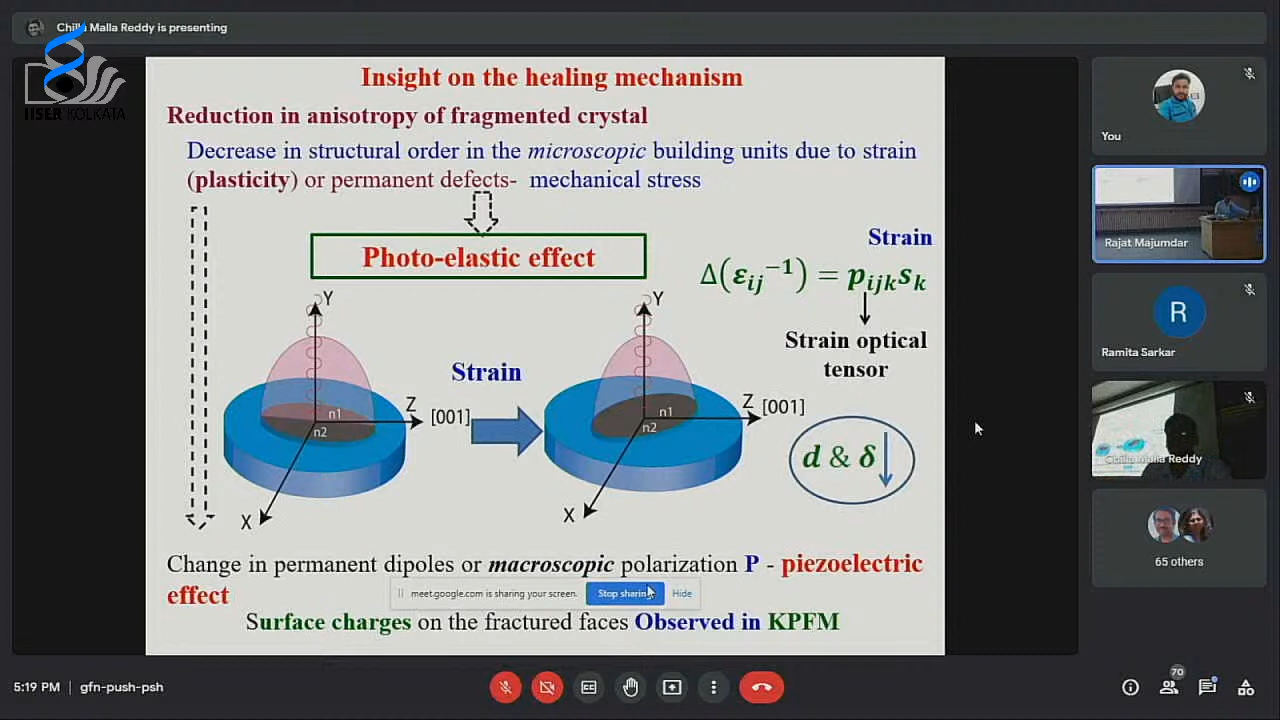 Chilla Malla Reddy is presenting
IISER KOLKATA
Insight on the healing mechanism
Reduction in anisotropy of fragmented crystal
Decrease in structural order in the microscopic building units due to strain
(plasticity) or permanent defects- mechanical stress
Photo-elastic effect
Strain
Δ(εij⁻¹) = pijksk
Strain optical
tensor
Y
Z
[001]
X
n1
n2
Strain
Y
Z
[001]
X
n1
n2
d & δ
Change in permanent dipoles or macroscopic polarization P - piezoelectric
effect
meet.google.com is sharing your screen.
Stop sharing
Hide
Surface charges on the fractured faces Observed in KPFM
You
Rajat Majumdar
R
Ramita Sarkar
Chilla Malla Reddy
65 others
5:19 PM | gfn-push-psh
70